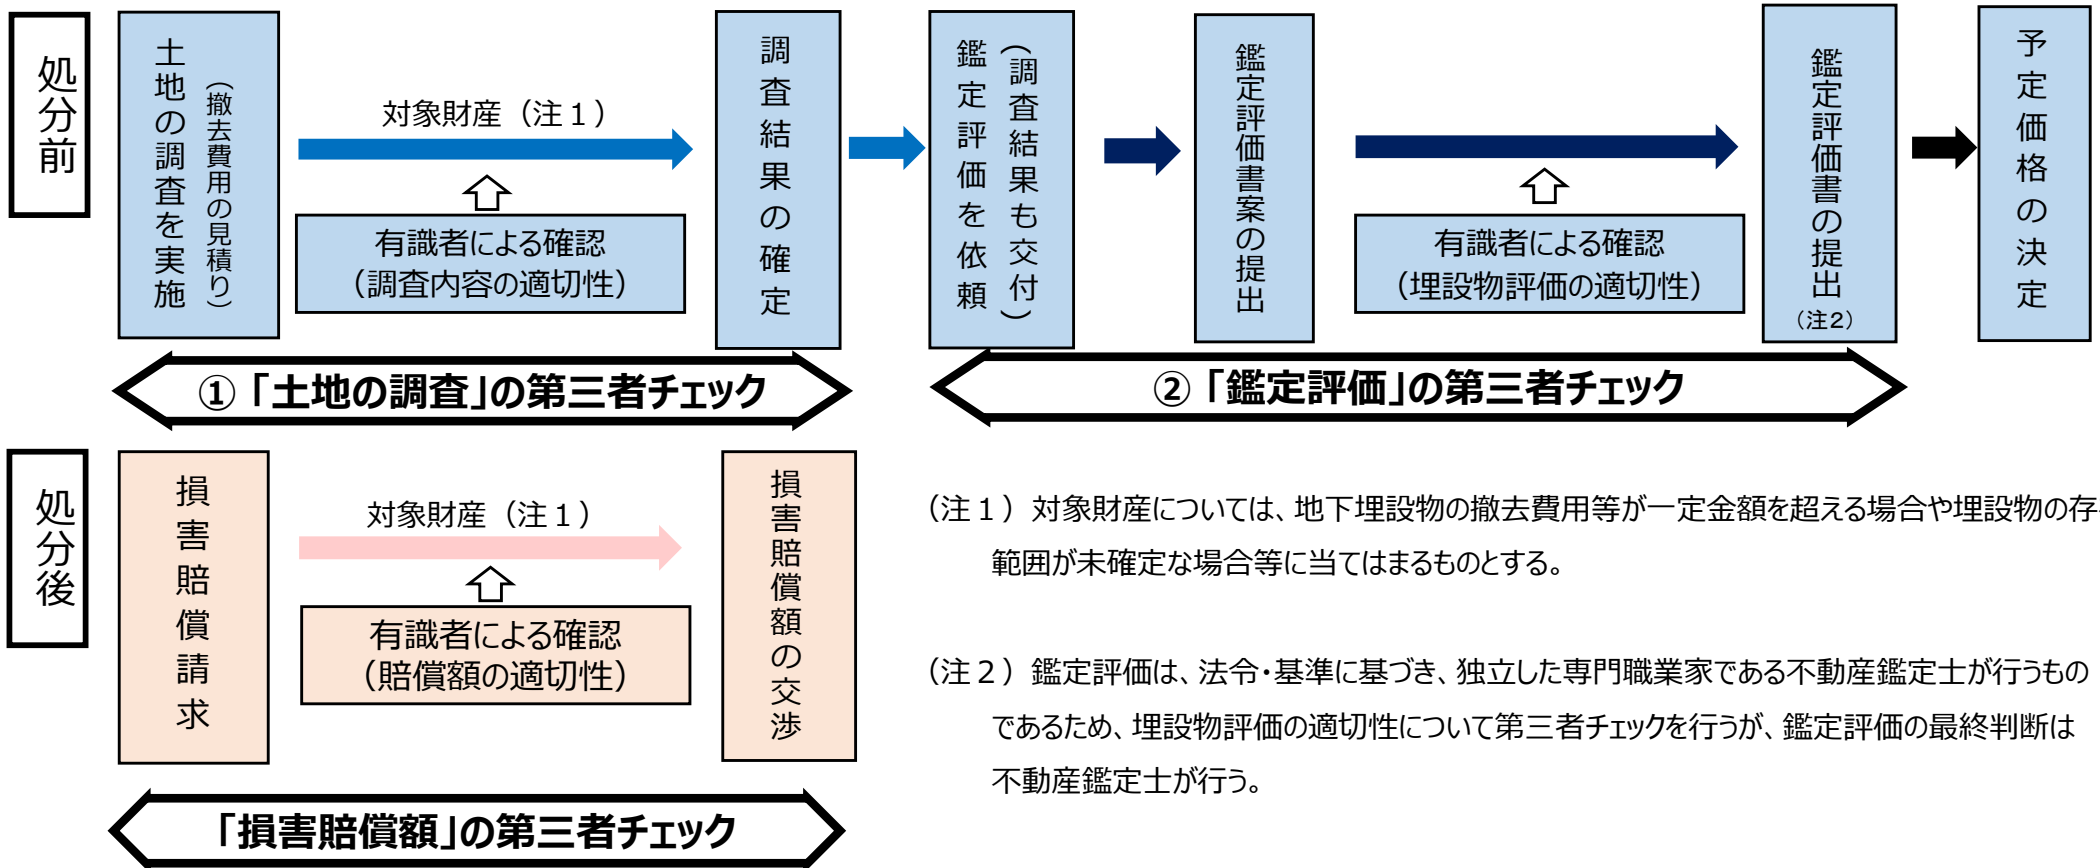 処分前
土地の調査を実施
（撤去費用の見積り）
対象財産（注１）
有識者による確認
（調査内容の適切性）
調査結果の確定
鑑定評価を依頼
（調査結果も交付）
鑑定評価書案の提出
有識者による確認
（埋設物評価の適切性）
鑑定評価書の提出
（注２）
予定価格の決定
①「土地の調査」の第三者チェック
②「鑑定評価」の第三者チェック
処分後
損害賠償請求
対象財産（注１）
有識者による確認
（賠償額の適切性）
損害賠償額の交渉
「損害賠償額」の第三者チェック
（注１）対象財産については、地下埋設物の撤去費用等が一定金額を超える場合や埋設物の存
範囲が未確定な場合等に当てはまるものとする。
（注２）鑑定評価は、法令・基準に基づき、独立した専門職業家である不動産鑑定士が行うもの
であるため、埋設物評価の適切性について第三者チェックを行うが、鑑定評価の最終判断は
不動産鑑定士が行う。